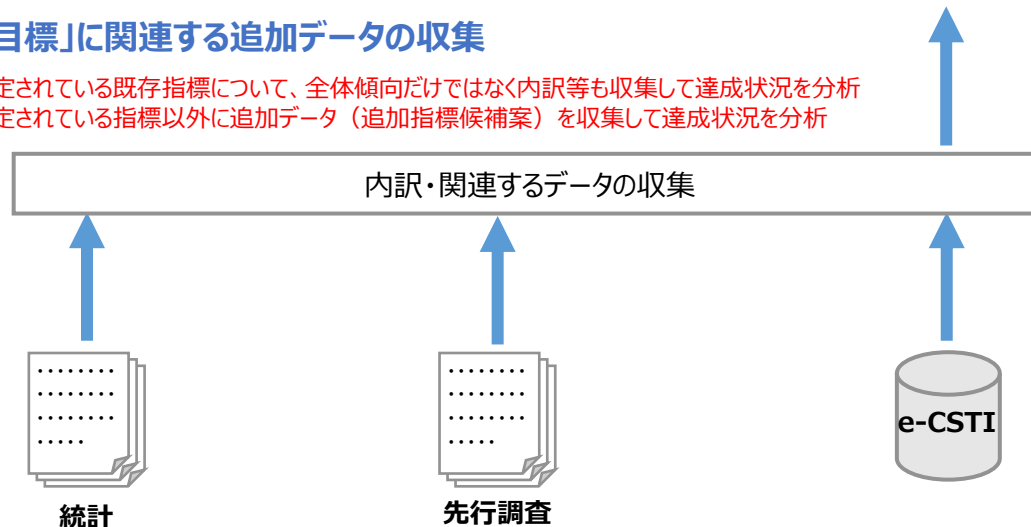 目標」に関連する追加データの収集
定されている既存指標について、全体傾向だけではなく内訳等も収集して達成状況を分析
定されている指標以外に追加データ（追加指標候補案）を収集して達成状況を分析
内訳・関連するデータの収集
e-CSTI
統計
先行調査